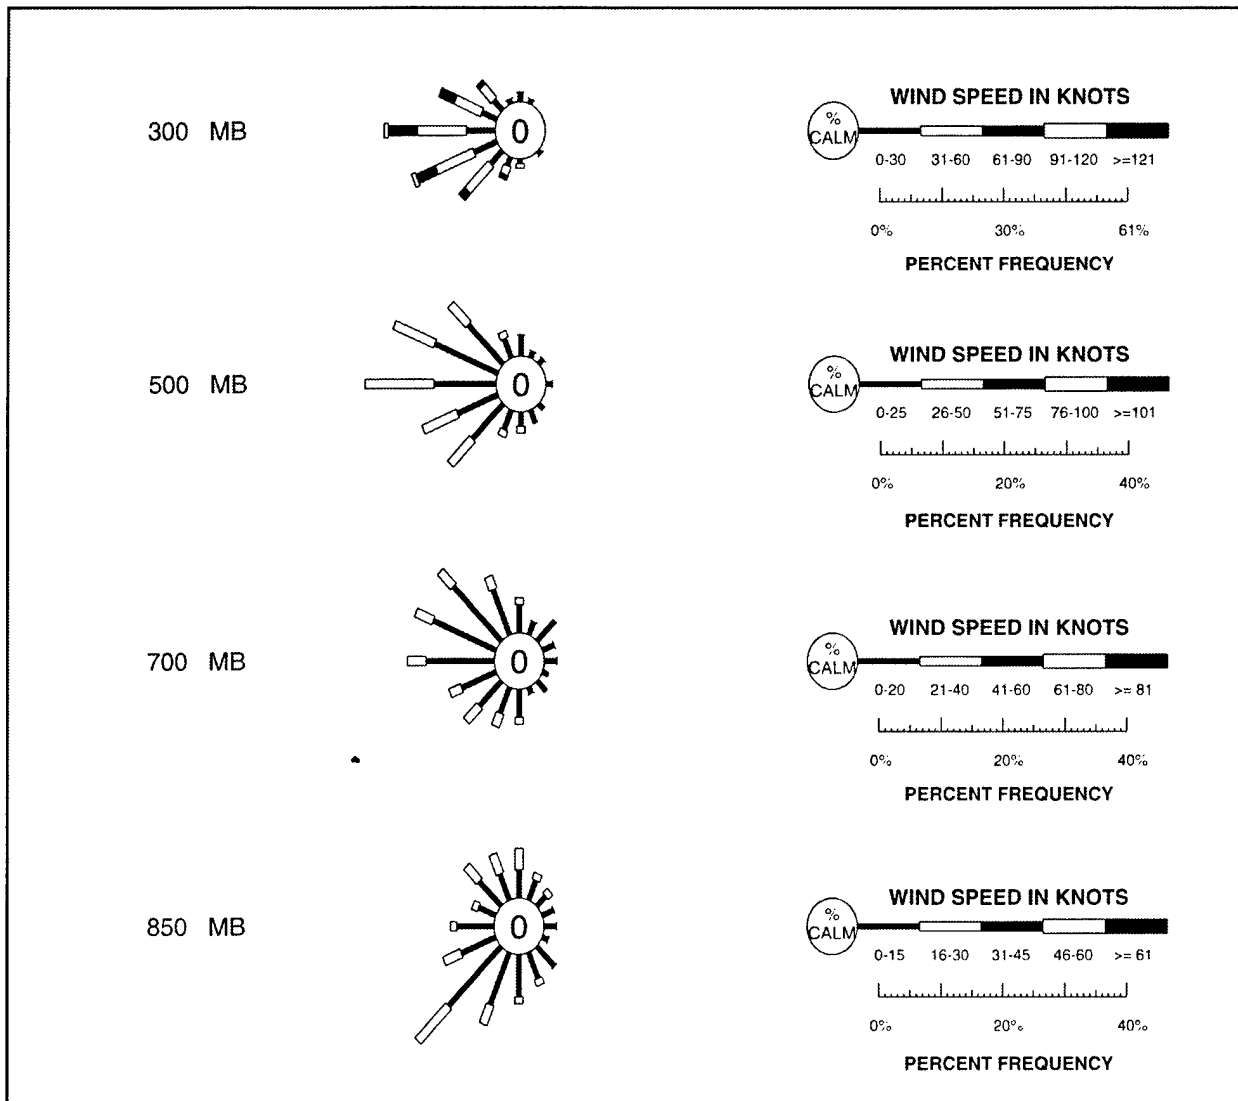 WIND SPEED IN KNOTS
300 MB
0
% CALM
0-30 31-60 61-90 91-120 >=121
0% 30% 61%
PERCENT FREQUENCY
WIND SPEED IN KNOTS
500 MB
0
% CALM
0-25 26-50 51-75 76-100 >=101
0% 20% 40%
PERCENT FREQUENCY
WIND SPEED IN KNOTS
700 MB
0
% CALM
0-20 21-40 41-60 61-80 >= 81
0% 20% 40%
PERCENT FREQUENCY
WIND SPEED IN KNOTS
850 MB
0
% CALM
0-15 16-30 31-45 46-60 >= 61
0% 20% 40%
PERCENT FREQUENCY